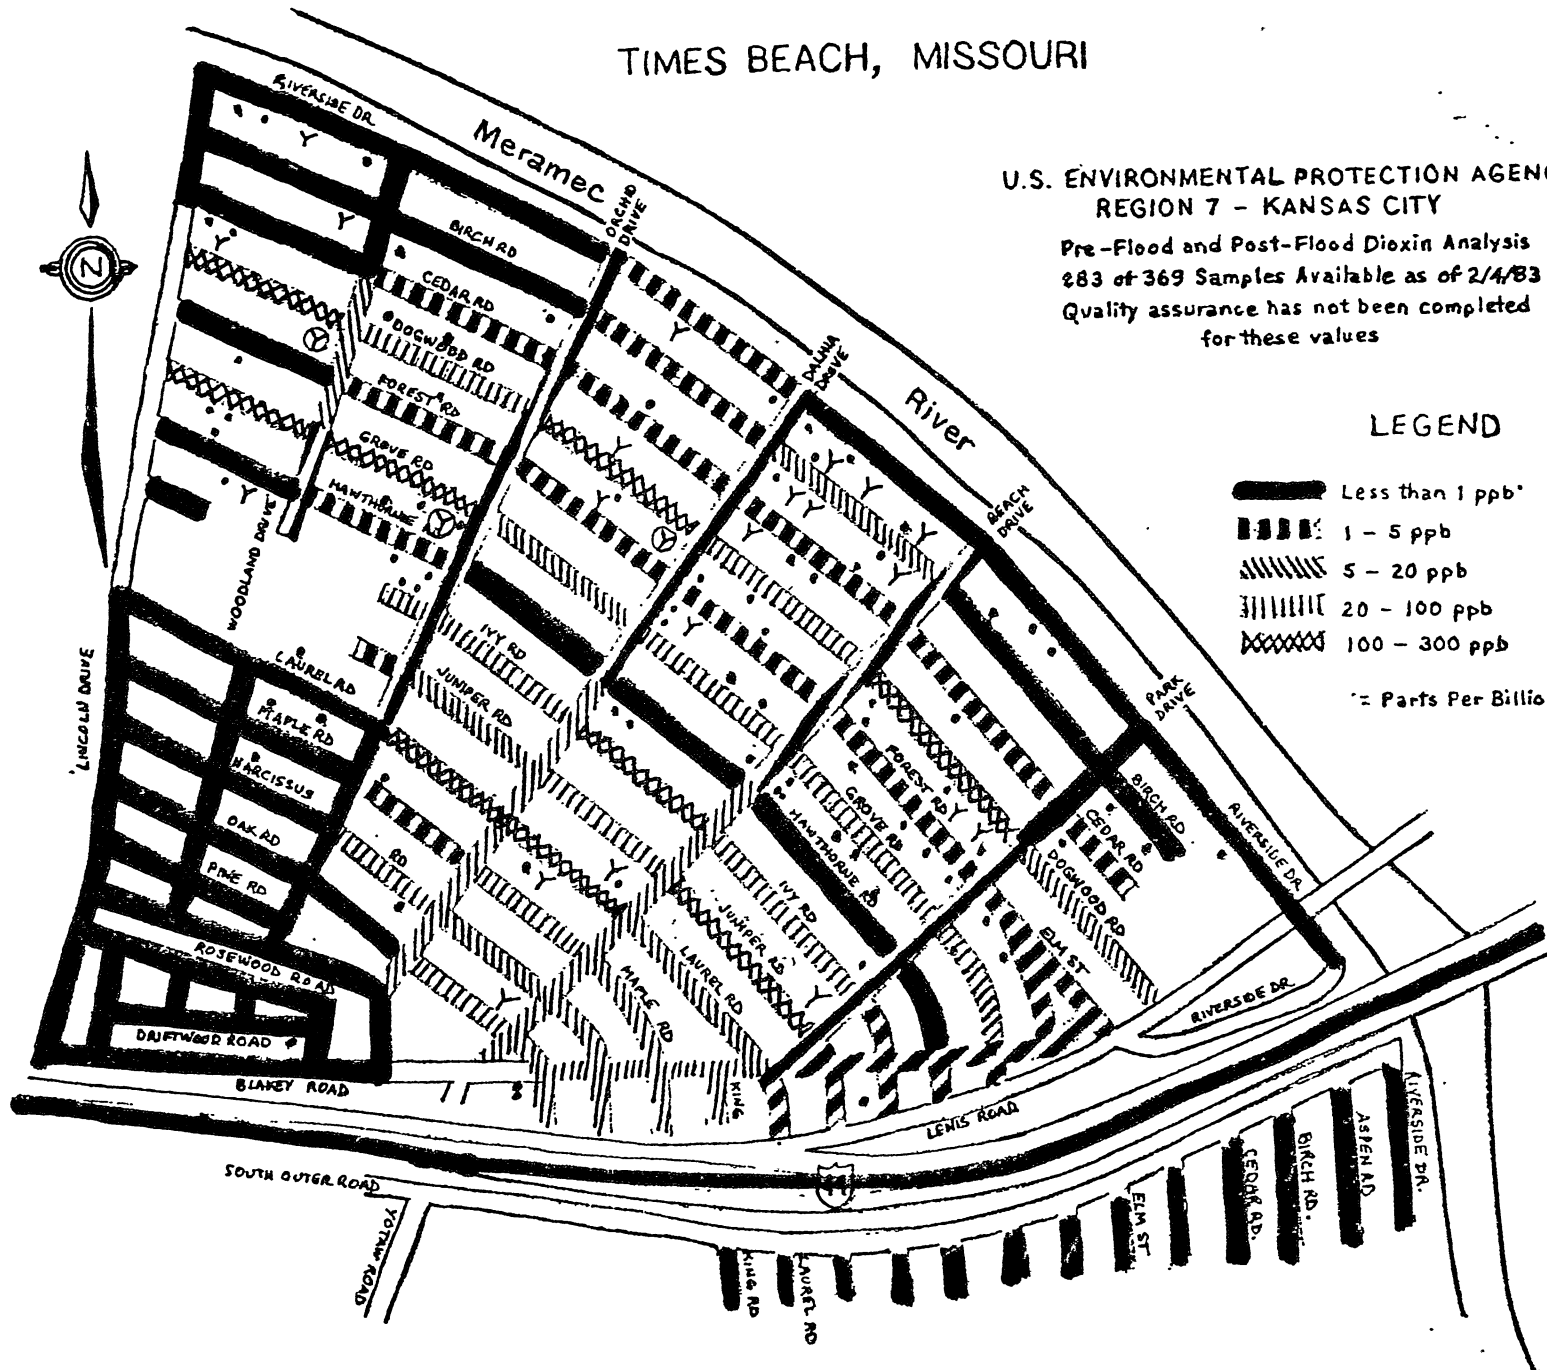 TIMES BEACH, MISSOURI
U.S. ENVIRONMENTAL PROTECTION AGENC
REGION 7 - KANSAS CITY
Pre-Flood and Post-Flood Dioxin Analysis
283 of 369 Samples Available as of 2/4/83
Quality assurance has not been completed
for these values
LEGEND
Less than 1 ppb*
1 - 5 ppb
5 - 20 ppb
20 - 100 ppb
100 - 300 ppb
*= Parts Per Billio
RIVERSIDE DR
Meramec
River
ORCHID
DRIVE
BIRCH RD
CEDAR RD
DOGWOOD RD
FOREST RD
GROVE RD
HAWTHORNE
N
DRIVE
DRIVE
BEACH
DRIVE
PARK
DRIVE
WOODLAND DRIVE
LINCOLN DRIVE
IVY RD
JUNIPER RD
LAUREL RD
MAPLE RD
NARCISSUS
OAK RD
PINE RD
RD
ROSEWOOD ROAD
DRIFTWOOD ROAD
BLAKEY ROAD
FOREST RD
GROVE RD
HAWTHORNE RD
IVY RD
JUNIPER RD
LAUREL RD
MAPLE RD
KING
BIRCH RD
CEDAR RD
DOGWOOD RD
ELM ST
RIVERSIDE DR.
RIVERSIDE DR.
LEWIS ROAD
44
SOUTH OUTER ROAD
YOTAW ROAD
KING RD
LAUREL RD
ELM ST
CEDAR RD.
BIRCH RD.
ASPEN RD
RIVERSIDE DR.